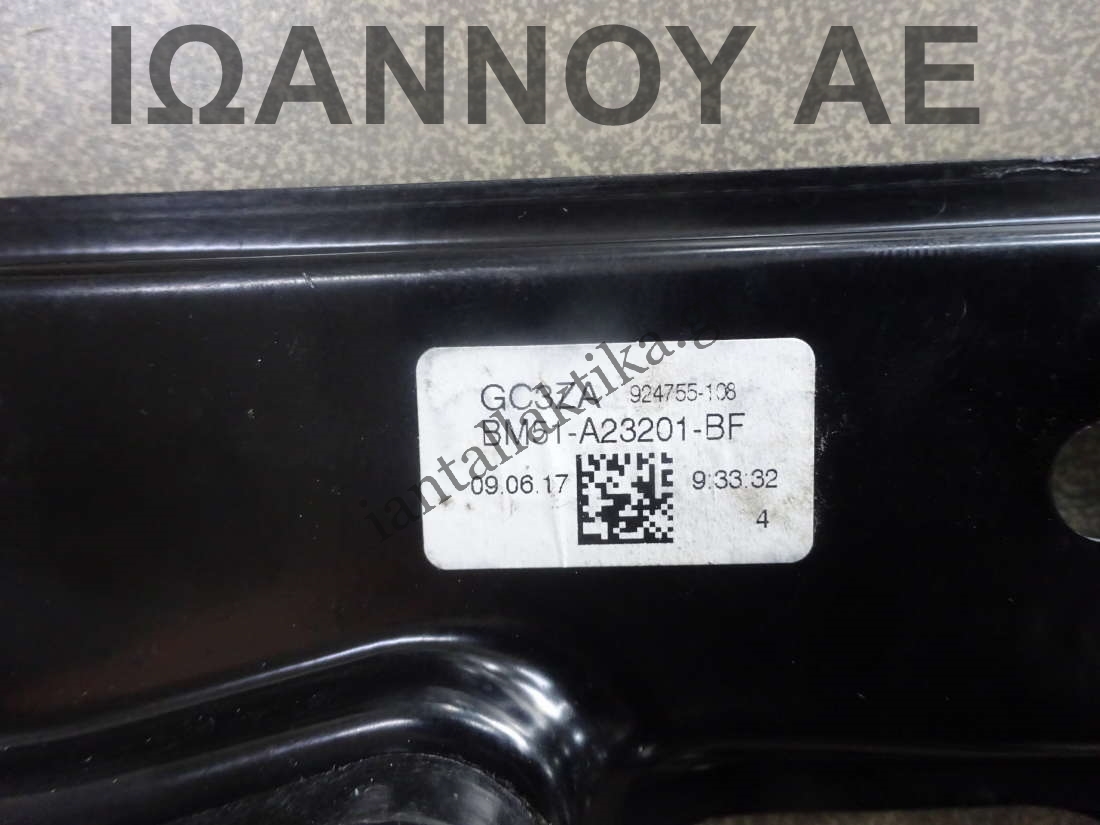 ΙΩΑΝΝΟΥ ΑΕ
GC3ZA 924755-108
BM51-A23201-BF
09.06.17 9:33:32
4
iantallaktika.g